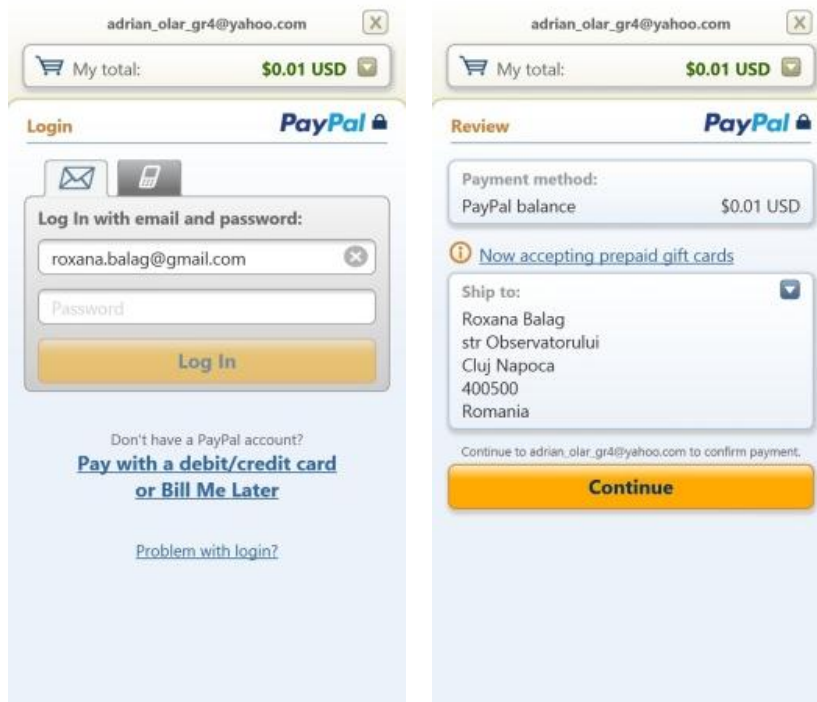 adrian_olar_gr4@yahoo.com
My total: $0.01 USD
Login PayPal
Log In with email and password:
roxana.balag@gmail.com
Password
Log In
Don't have a PayPal account?
Pay with a debit/credit card
or Bill Me Later
Problem with login?
adrian_olar_gr4@yahoo.com
My total: $0.01 USD
Review PayPal
Payment method:
PayPal balance $0.01 USD
Now accepting prepaid gift cards
Ship to:
Roxana Balag
str Observatorului
Cluj Napoca
400500
Romania
Continue to adrian_olar_gr4@yahoo.com to confirm payment.
Continue